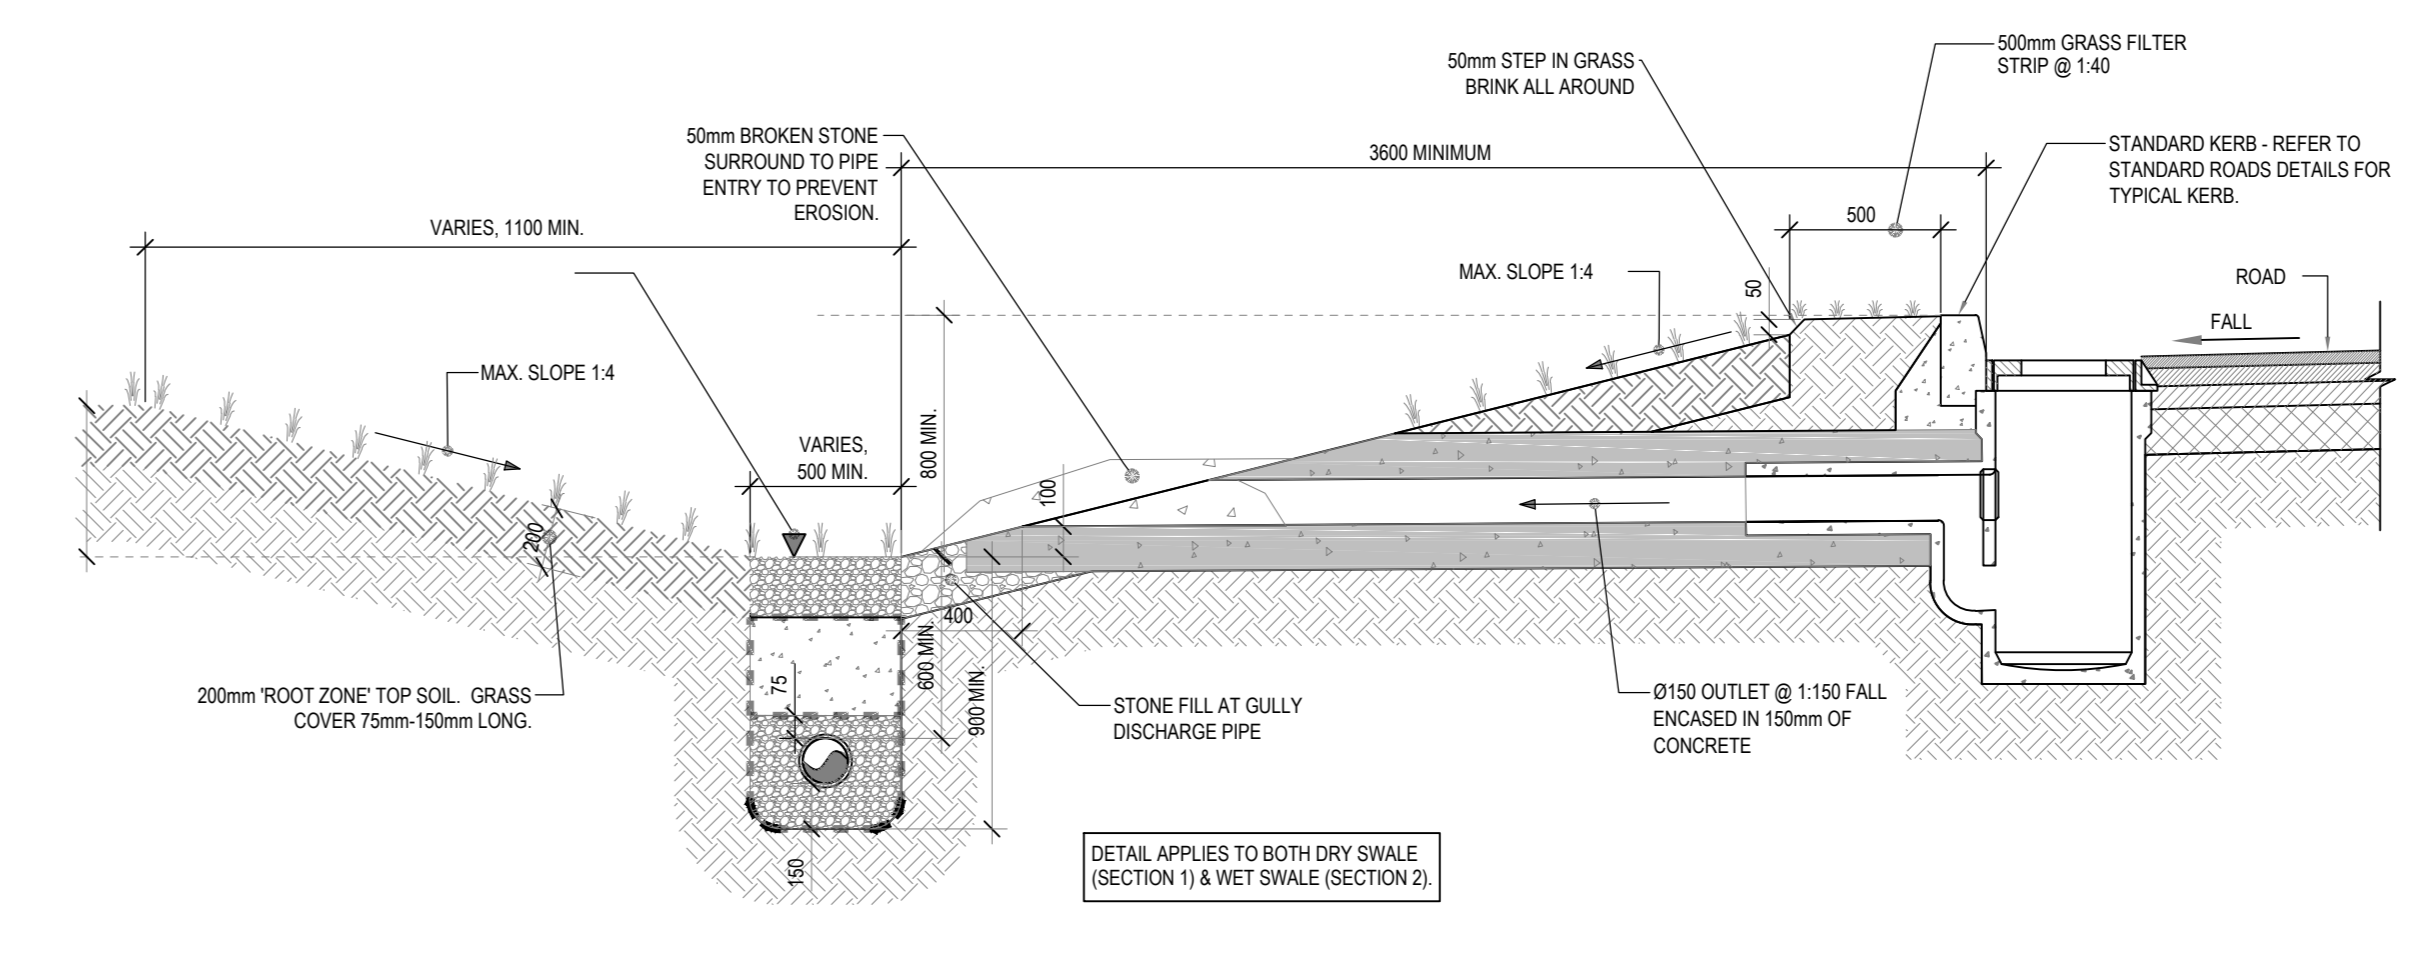 500mm GRASS FILTER
STRIP @ 1:40
50mm STEP IN GRASS
BRINK ALL AROUND
50mm BROKEN STONE
SURROUND TO PIPE
ENTRY TO PREVENT
EROSION.
3600 MINIMUM
STANDARD KERB - REFER TO
STANDARD ROADS DETAILS FOR
TYPICAL KERB.
VARIES, 1100 MIN.
500
MAX. SLOPE 1:4
50
ROAD
FALL
MAX. SLOPE 1:4
VARIES,
500 MIN.
800 MIN.
100
200
400
600 MIN.
900 MIN.
75
150
200mm 'ROOT ZONE' TOP SOIL. GRASS
COVER 75mm-150mm LONG.
STONE FILL AT GULLY
DISCHARGE PIPE
Ø150 OUTLET @ 1:150 FALL
ENCASED IN 150mm OF
CONCRETE
DETAIL APPLIES TO BOTH DRY SWALE
(SECTION 1) & WET SWALE (SECTION 2).